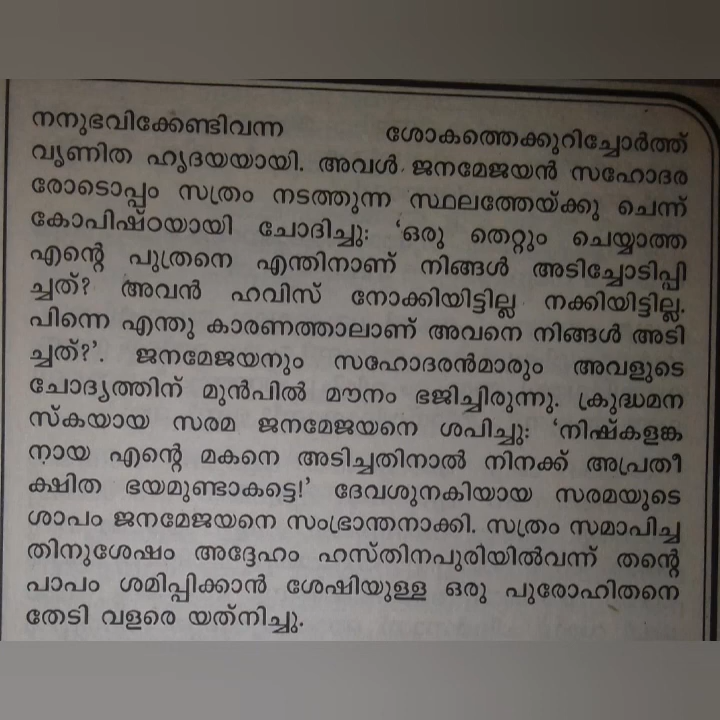 നനുഭവിക്കേണ്ടിവന്ന ശോകത്തെക്കുറിച്ചോർത്ത്
വൃണിത ഹൃദയയായി. അവൾ ജനമേജയൻ സഹോദര
രോടൊപ്പം സത്രം നടത്തുന്ന സ്ഥലത്തേയ്ക്കു ചെന്ന്
കോപിഷ്ഠയായി ചോദിച്ചു: 'ഒരു തെറ്റും ചെയ്യാത്ത
എന്റെ പുത്രനെ എന്തിനാണ് നിങ്ങൾ അടിച്ചോടിപ്പി
ച്ചത്? അവൻ ഹവിസ് നോക്കിയിട്ടില്ല നക്കിയിട്ടില്ല.
പിന്നെ എന്തു കാരണത്താലാണ് അവനെ നിങ്ങൾ അടി
ച്ചത്?'. ജനമേജയനും സഹോദരൻമാരും അവളുടെ
ചോദ്യത്തിന് മുൻപിൽ മൗനം ഭജിച്ചിരുന്നു. ക്രുദ്ധമന
സ്കയായ സരമ ജനമേജയനെ ശപിച്ചു: 'നിഷ്കളങ്ക
നായ എന്റെ മകനെ അടിച്ചതിനാൽ നിനക്ക് അപ്രതീ
ക്ഷിത ഭയമുണ്ടാകട്ടെ!' ദേവശുനകിയായ സരമയുടെ
ശാപം ജനമേജയനെ സംഭ്രാന്തനാക്കി. സത്രം സമാപിച്ച
തിനുശേഷം അദ്ദേഹം ഹസ്തിനപുരിയിൽവന്ന് തന്റെ
പാപം ശമിപ്പിക്കാൻ ശേഷിയുള്ള ഒരു പുരോഹിതനെ
തേടി വളരെ യത്നിച്ചു.